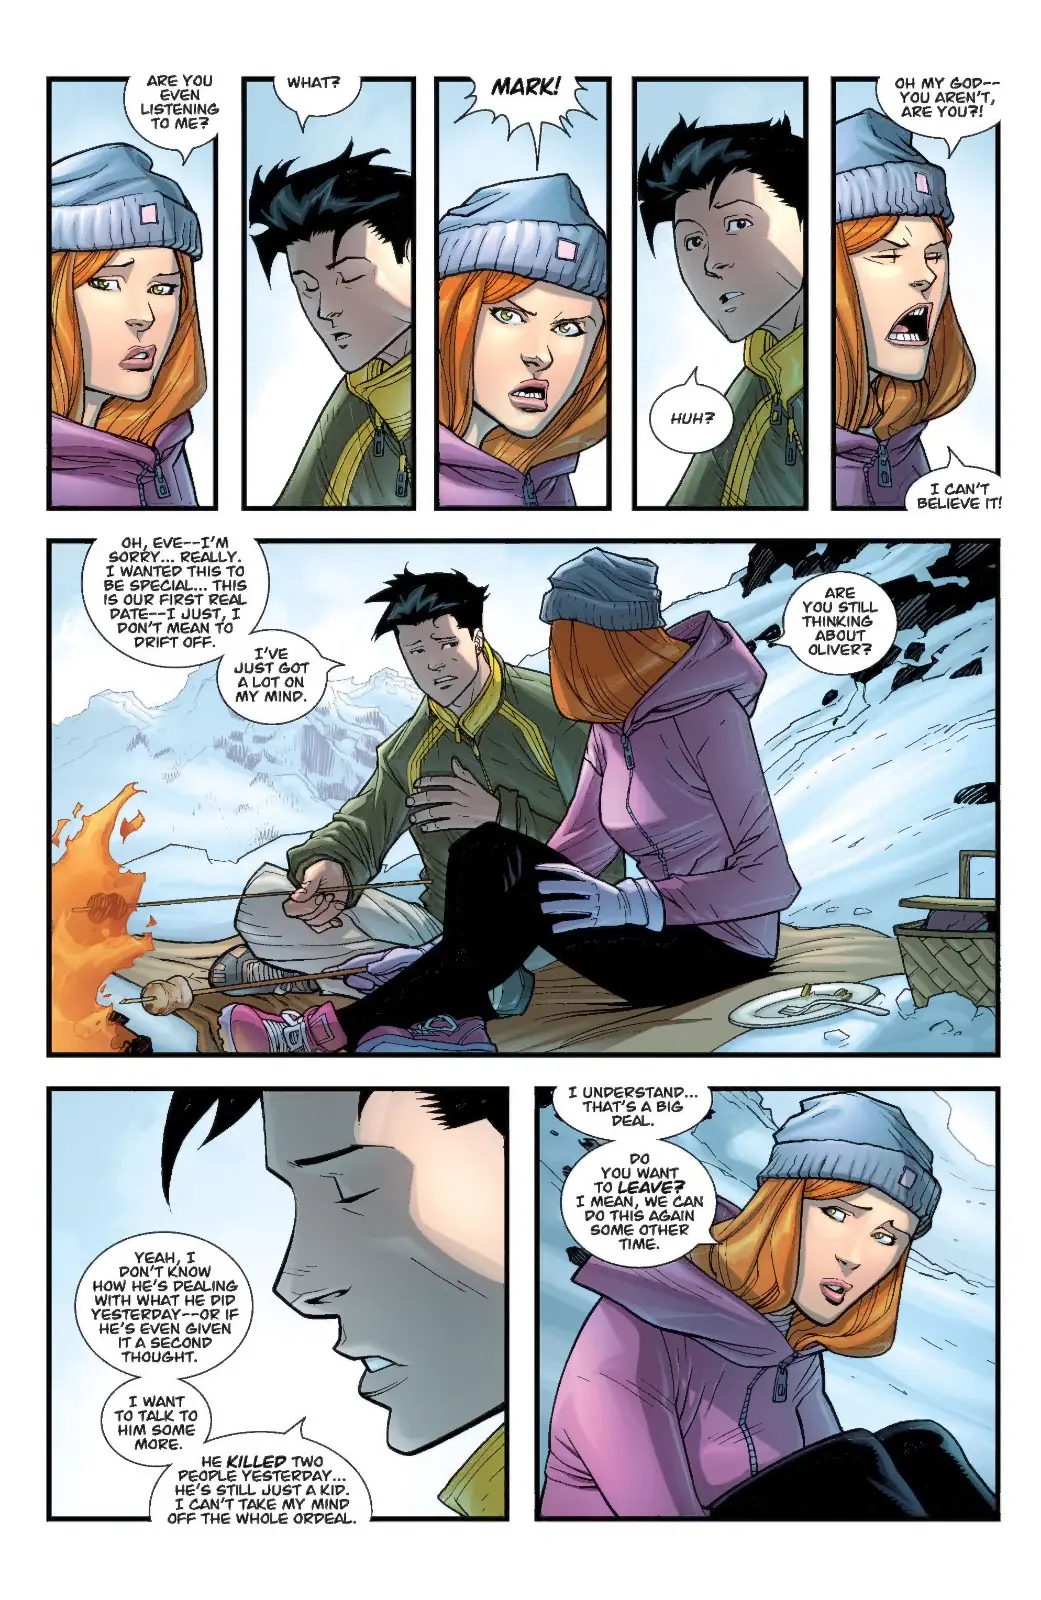 ARE YOU
EVEN
LISTENING
TO ME?
WHAT?
MARK!
HUH?
OH MY GOD--
YOU AREN'T,
ARE YOU?!
I CAN'T
BELIEVE IT!
OH, EVE--I'M
SORRY... REALLY.
I WANTED THIS TO
BE SPECIAL... THIS
IS OUR FIRST REAL
DATE--I JUST, I
DON'T MEAN TO
DRIFT OFF.
I'VE
JUST GOT
A LOT ON
MY MIND.
ARE
YOU STILL
THINKING
ABOUT
OLIVER?
YEAH, I
DON'T KNOW
HOW HE'S DEALING
WITH WHAT HE DID
YESTERDAY--OR IF
HE'S EVEN GIVEN
IT A SECOND
THOUGHT.
I WANT
TO TALK TO
HIM SOME
MORE.
HE KILLED TWO
PEOPLE YESTERDAY...
HE'S STILL JUST A KID.
I CAN'T TAKE MY MIND
OFF THE WHOLE ORDEAL.
I UNDERSTAND...
THAT'S A BIG
DEAL.
DO
YOU WANT
TO LEAVE?
I MEAN, WE CAN
DO THIS AGAIN
SOME OTHER
TIME.